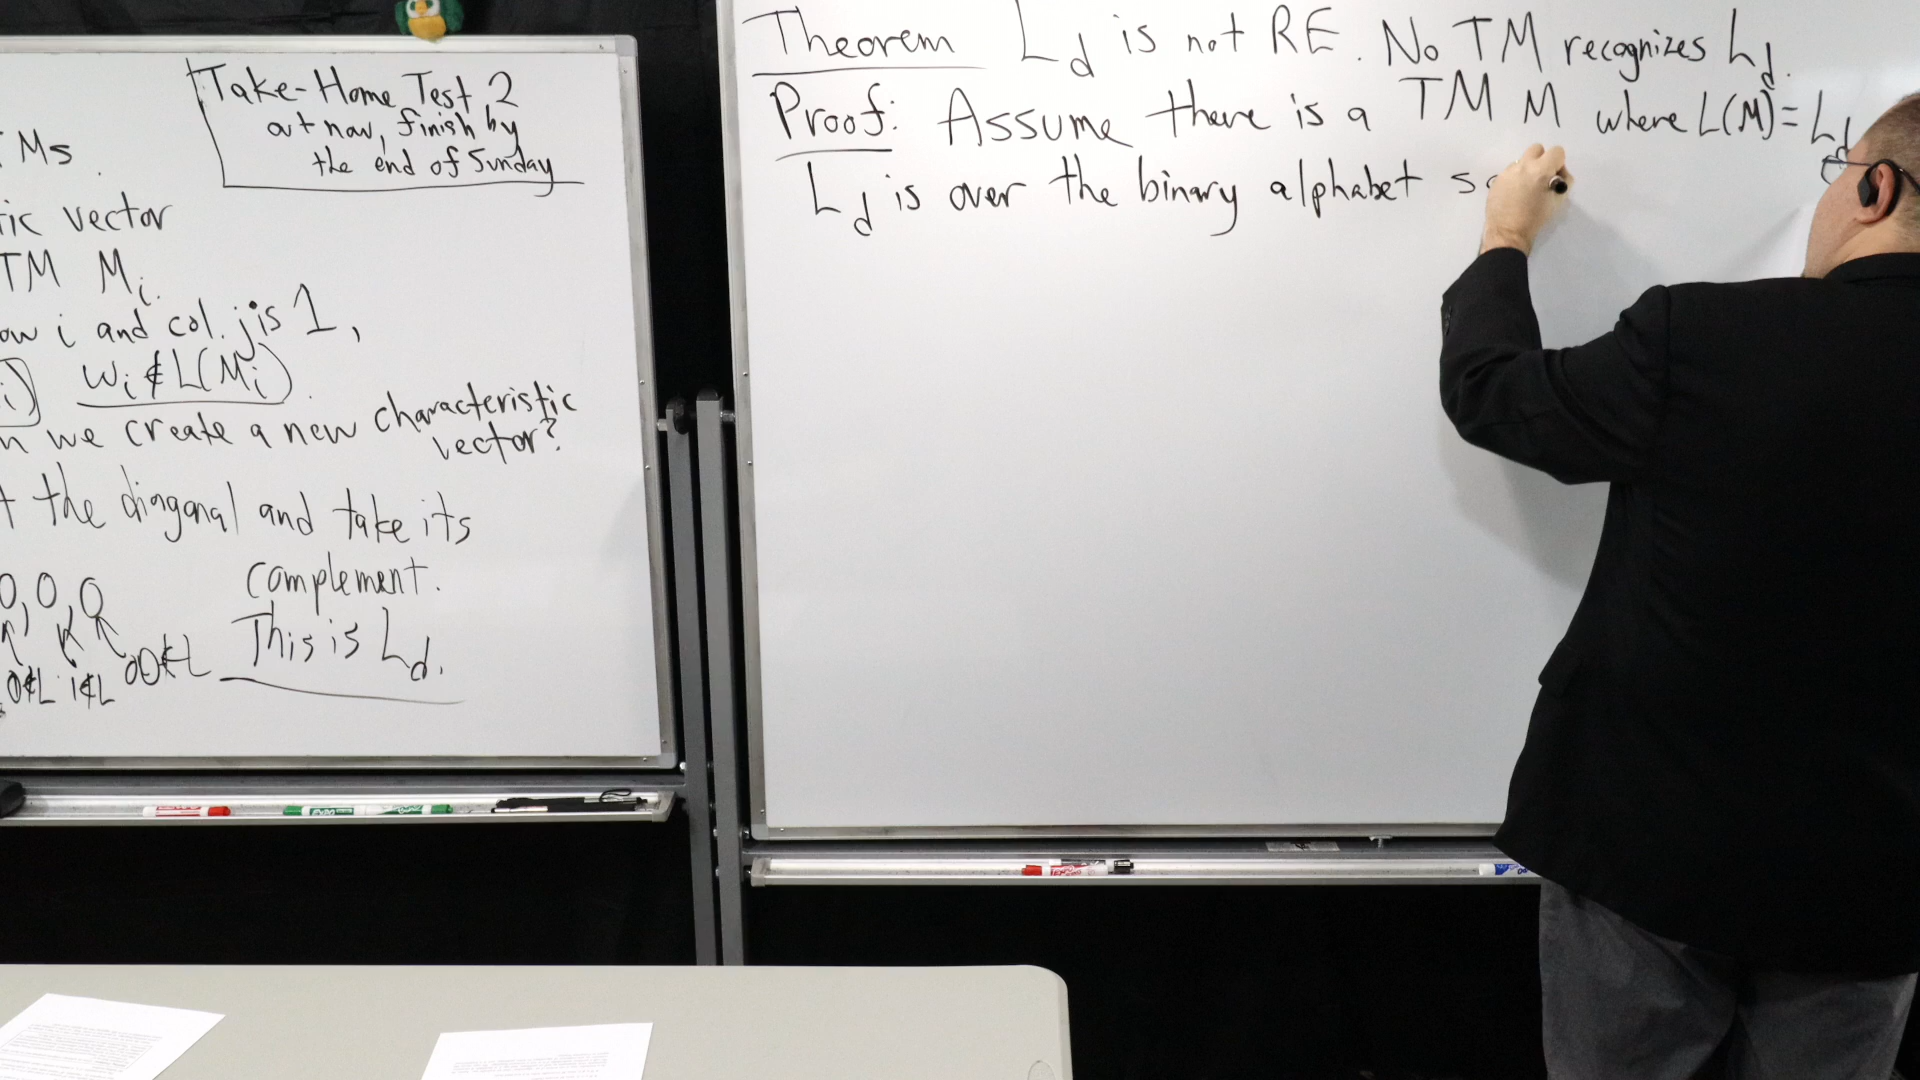 Take-Home Test 2
out now, finish by
the end of Sunday
TMs.
tic vector
TM Mi.
ow i and col. j is 1,
i) wi∉L(Mi).
n we create a new characteristic
vector?
t the diagonal and take its
complement.
0, 0, 0
0∉L 1∉L 00∉L
This is Ld.
Theorem Ld is not RE. No TM recognizes Ld.
Proof: Assume there is a TM M where L(M)=Ld
Ld is over the binary alphabet so